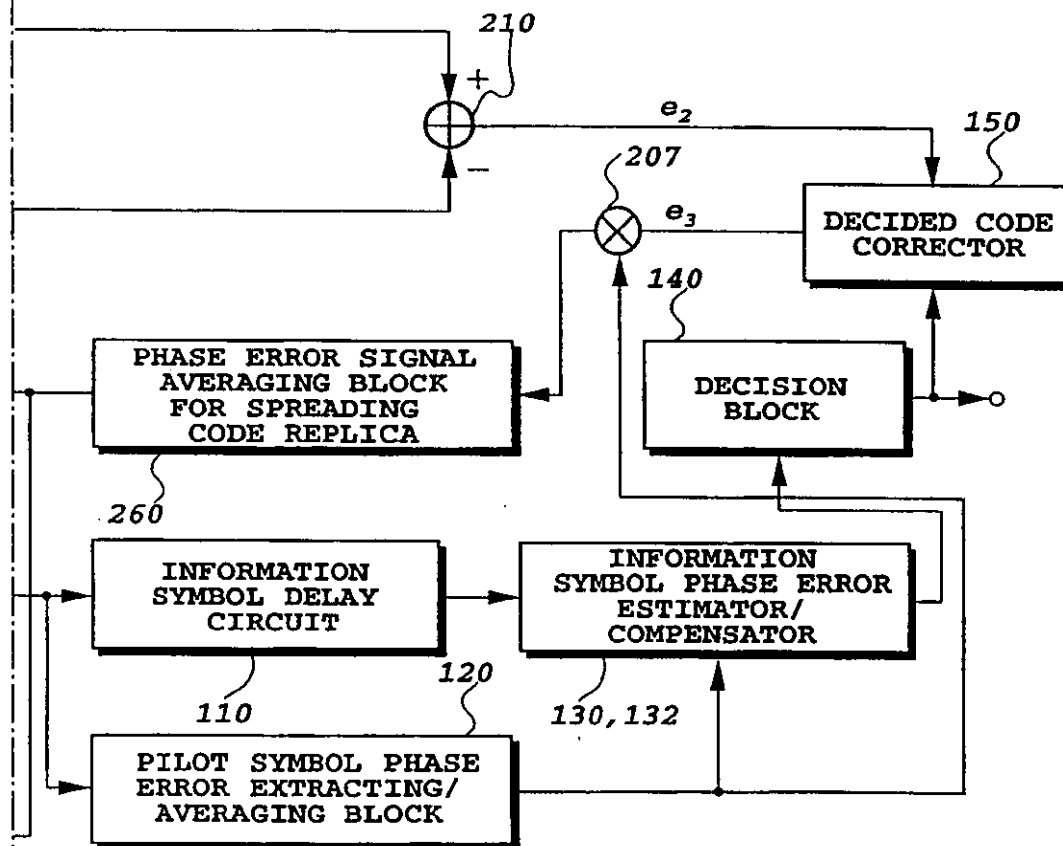 210
+
e2
150
−
207
e3
DECIDED CODE
CORRECTOR
140
PHASE ERROR SIGNAL
AVERAGING BLOCK
FOR SPREADING
CODE REPLICA
DECISION
BLOCK
260
INFORMATION
SYMBOL DELAY
CIRCUIT
INFORMATION
SYMBOL PHASE ERROR
ESTIMATOR/
COMPENSATOR
110
120
130,132
PILOT SYMBOL PHASE
ERROR EXTRACTING/
AVERAGING BLOCK